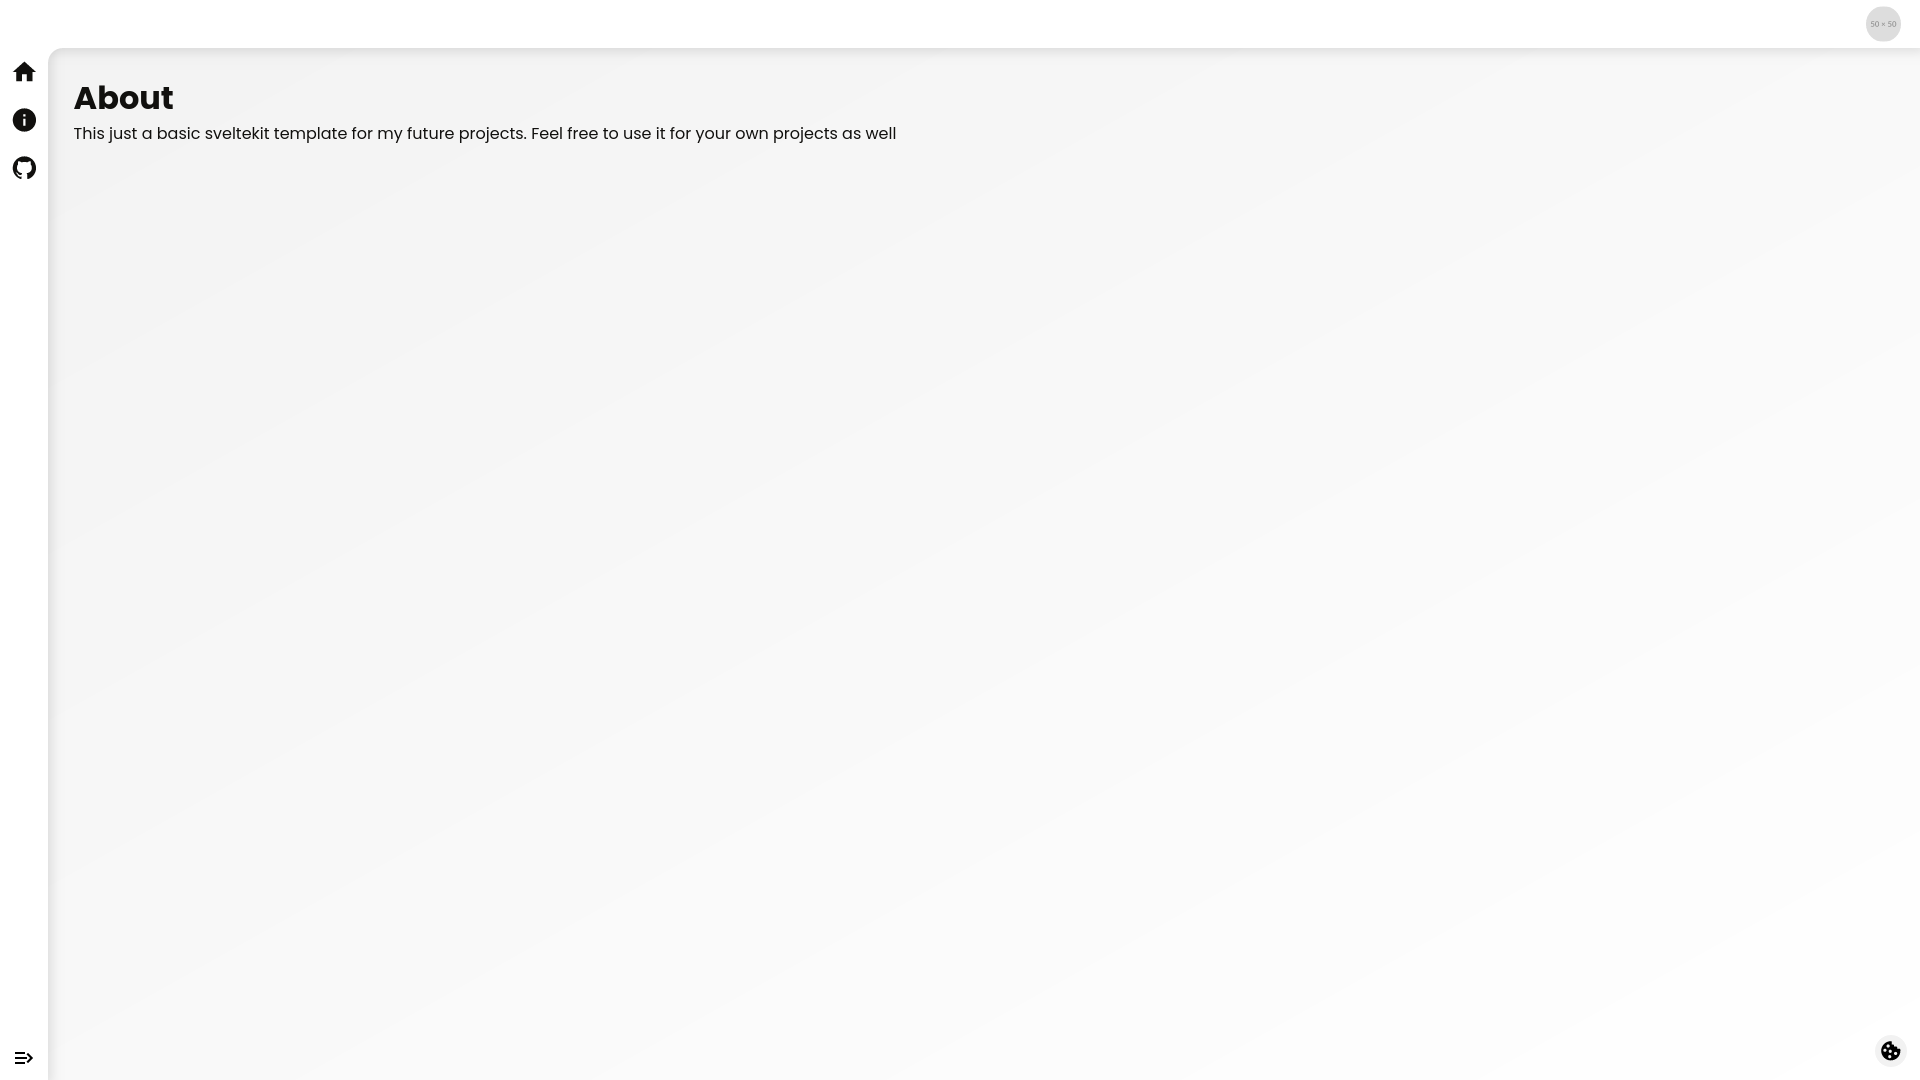 50 × 50
About
This just a basic sveltekit template for my future projects. Feel free to use it for your own projects as well